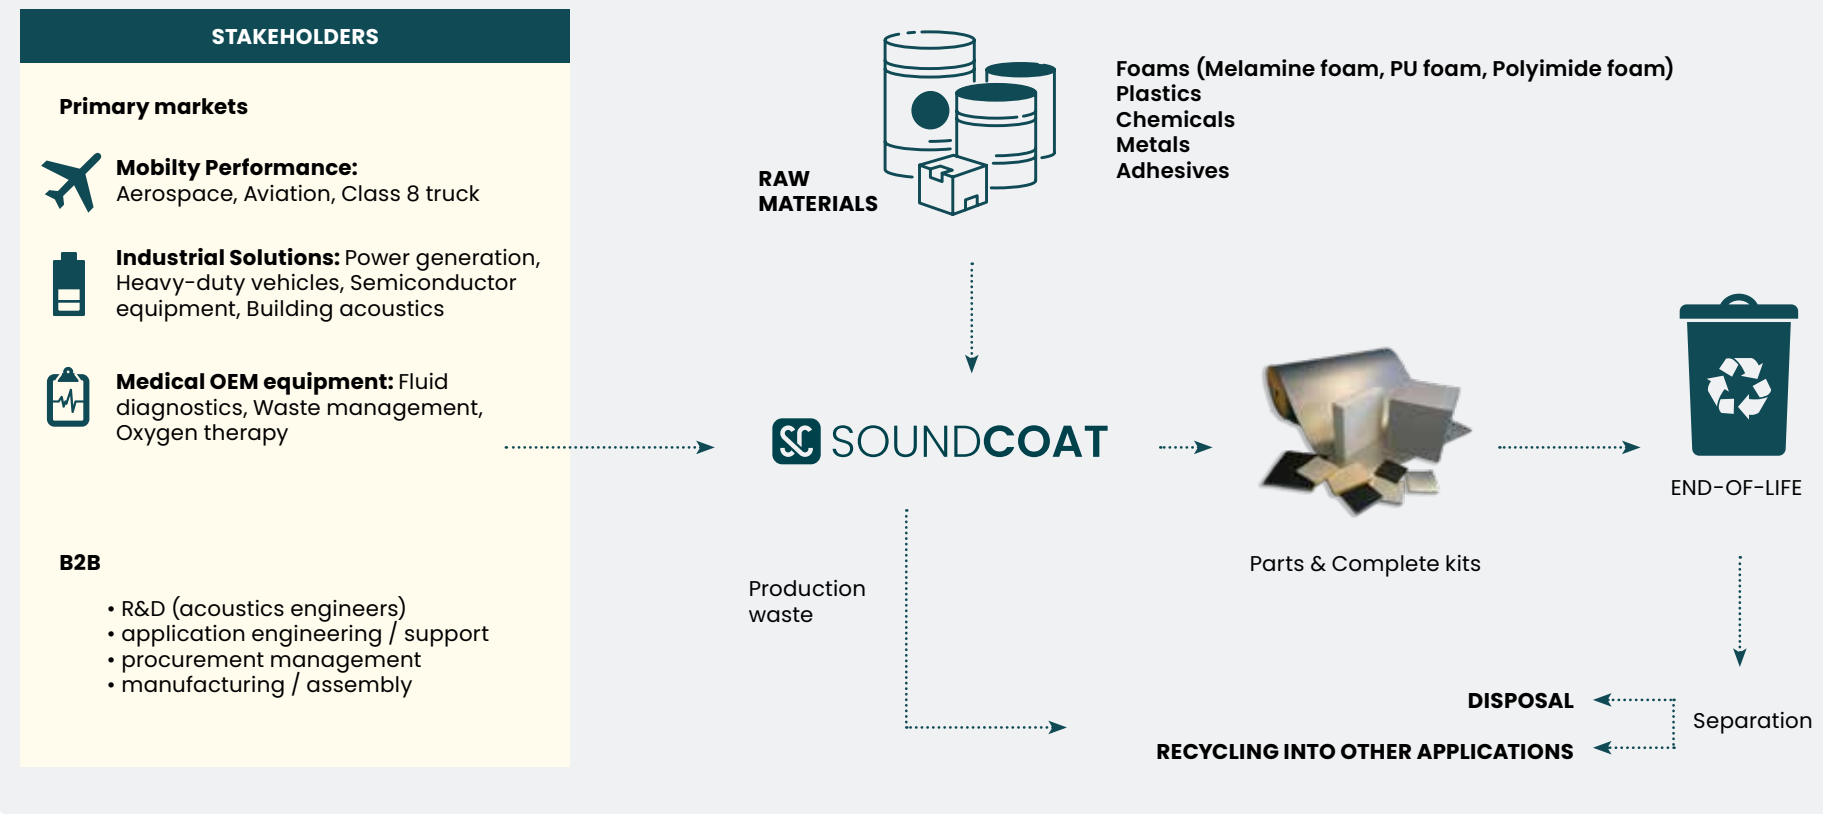 STAKEHOLDERS
Primary markets
Mobilty Performance:
Aerospace, Aviation, Class 8 truck
Industrial Solutions: Power generation,
Heavy-duty vehicles, Semiconductor
equipment, Building acoustics
Medical OEM equipment: Fluid
diagnostics, Waste management,
Oxygen therapy
B2B
• R&D (acoustics engineers)
• application engineering / support
• procurement management
• manufacturing / assembly
RAW
MATERIALS
Foams (Melamine foam, PU foam, Polyimide foam)
Plastics
Chemicals
Metals
Adhesives
SC SOUNDCOAT
Parts & Complete kits
END-OF-LIFE
Production
waste
Separation
DISPOSAL
RECYCLING INTO OTHER APPLICATIONS